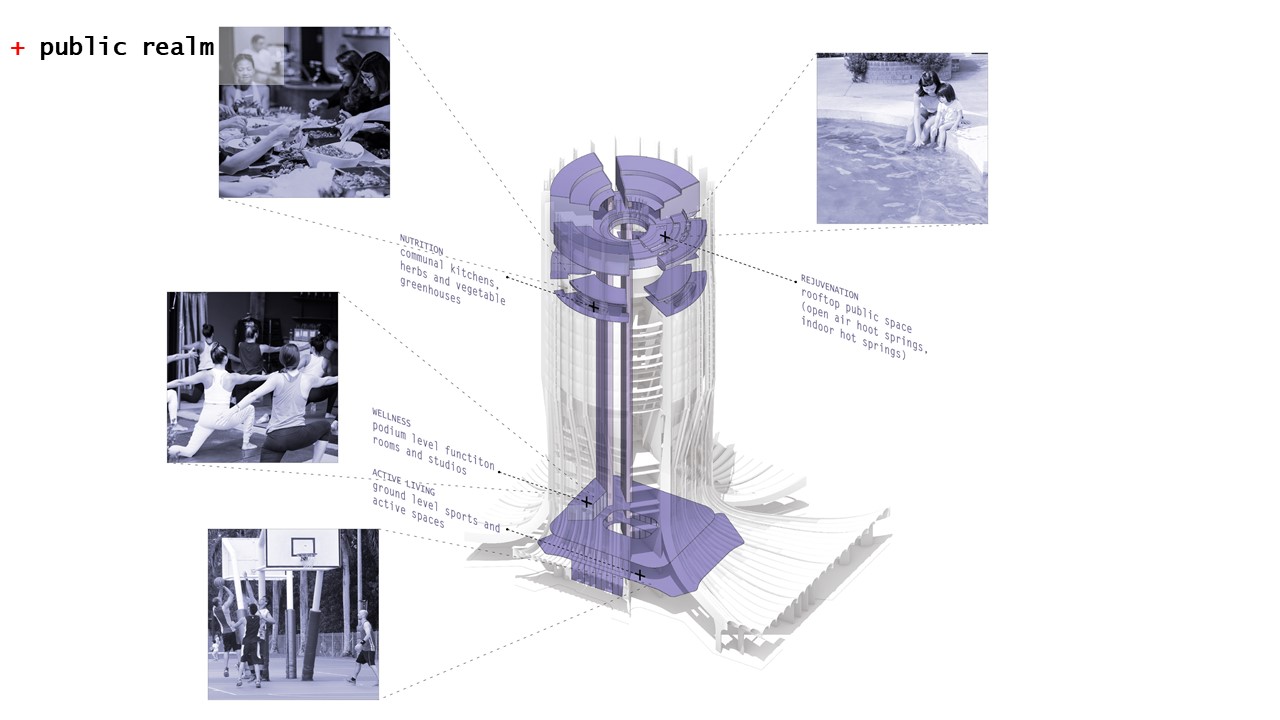 + public realm
NUTRITION
communal kitchens,
herbs and vegetable
greenhouses
REJUVENATION
rooftop public space
(open air hoot springs,
indoor hot springs)
WELLNESS
podium level functiton
rooms and studios
ACTIVE LIVING
ground level sports and
active spaces